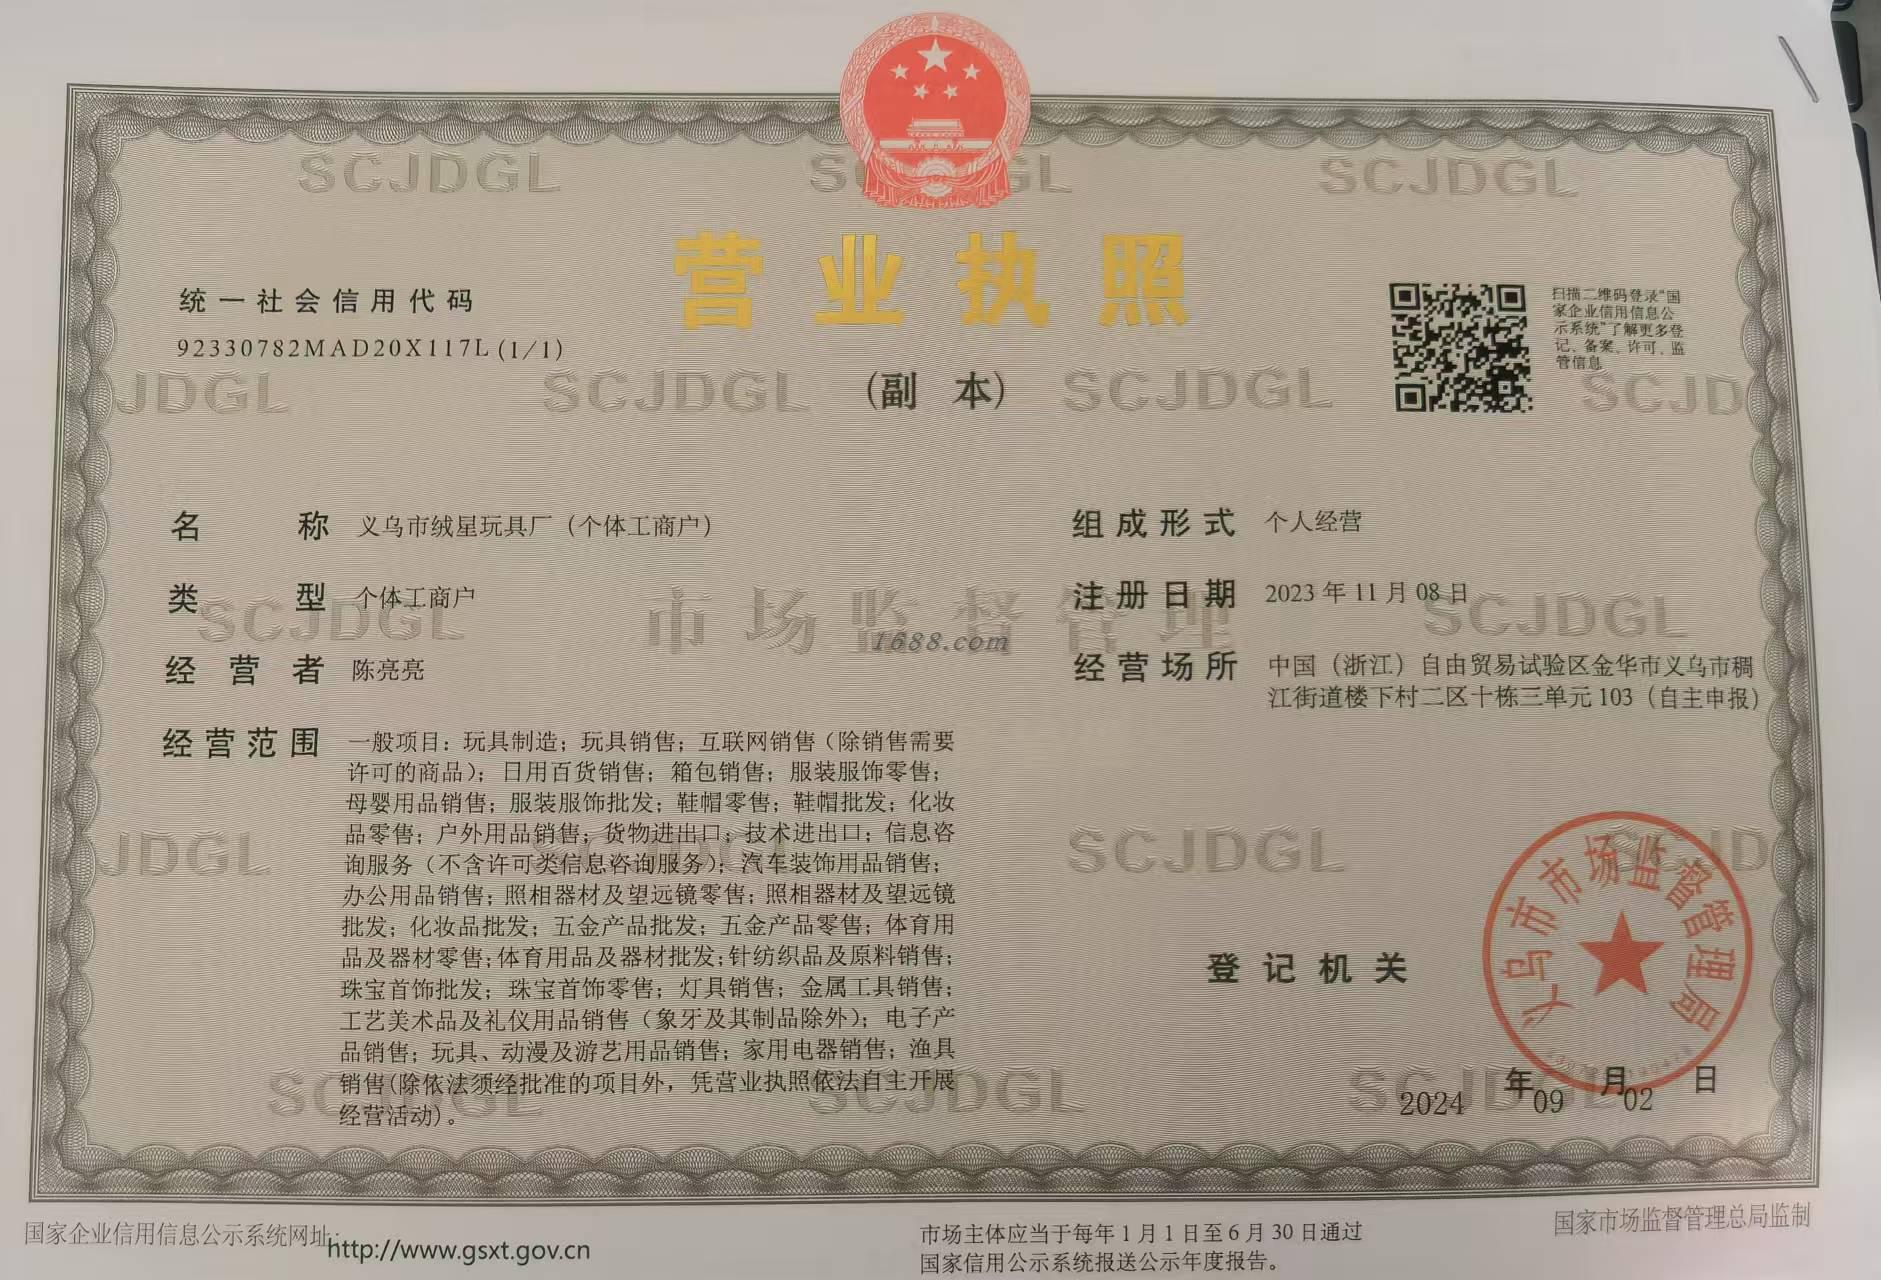 SCJDGL SCJDGL SCJDGL
营业执照
统一社会信用代码
92330782MAD20X117L(1/1)
扫描二维码登录“国
家企业信用信息公
示系统”了解更多登
记、备案、许可、监
管信息
(副 本)
JDGL SCJDGL SCJDGL SCJD
名 称 义乌市绒星玩具厂（个体工商户）
组成形式 个人经营
类 型 个体工商户
注册日期 2023 年 11 月 08 日
SCJDGL 市场监督管理 SCJDGL
1688.com
经 营 者 陈亮亮
经营场所 中国（浙江）自由贸易试验区金华市义乌市稠
江街道楼下村二区十栋三单元 103（自主申报）
经营范围 一般项目：玩具制造；玩具销售；互联网销售（除销售需要
许可的商品）；日用百货销售；箱包销售；服装服饰零售；
母婴用品销售；服装服饰批发；鞋帽零售；鞋帽批发；化妆
品零售；户外用品销售；货物进出口；技术进出口；信息咨
询服务（不含许可类信息咨询服务）；汽车装饰用品销售；
办公用品销售；照相器材及望远镜零售；照相器材及望远镜
批发；化妆品批发；五金产品批发；五金产品零售；体育用
品及器材零售；体育用品及器材批发；针纺织品及原料销售；
珠宝首饰批发；珠宝首饰零售；灯具销售；金属工具销售；
工艺美术品及礼仪用品销售（象牙及其制品除外）；电子产
品销售；玩具、动漫及游艺用品销售；家用电器销售；渔具
销售(除依法须经批准的项目外，凭营业执照依法自主开展
经营活动)。
JDGL SCJDGL SCJDGL SCJD
义乌市市场监督管理局
登记机关
SCJDGL SCJDGL SCJDGL
2024 年 09 月 02 日
国家企业信用信息公示系统网址：http://www.gsxt.gov.cn
市场主体应当于每年 1 月 1 日至 6 月 30 日通过
国家信用公示系统报送公示年度报告。
国家市场监督管理总局监制